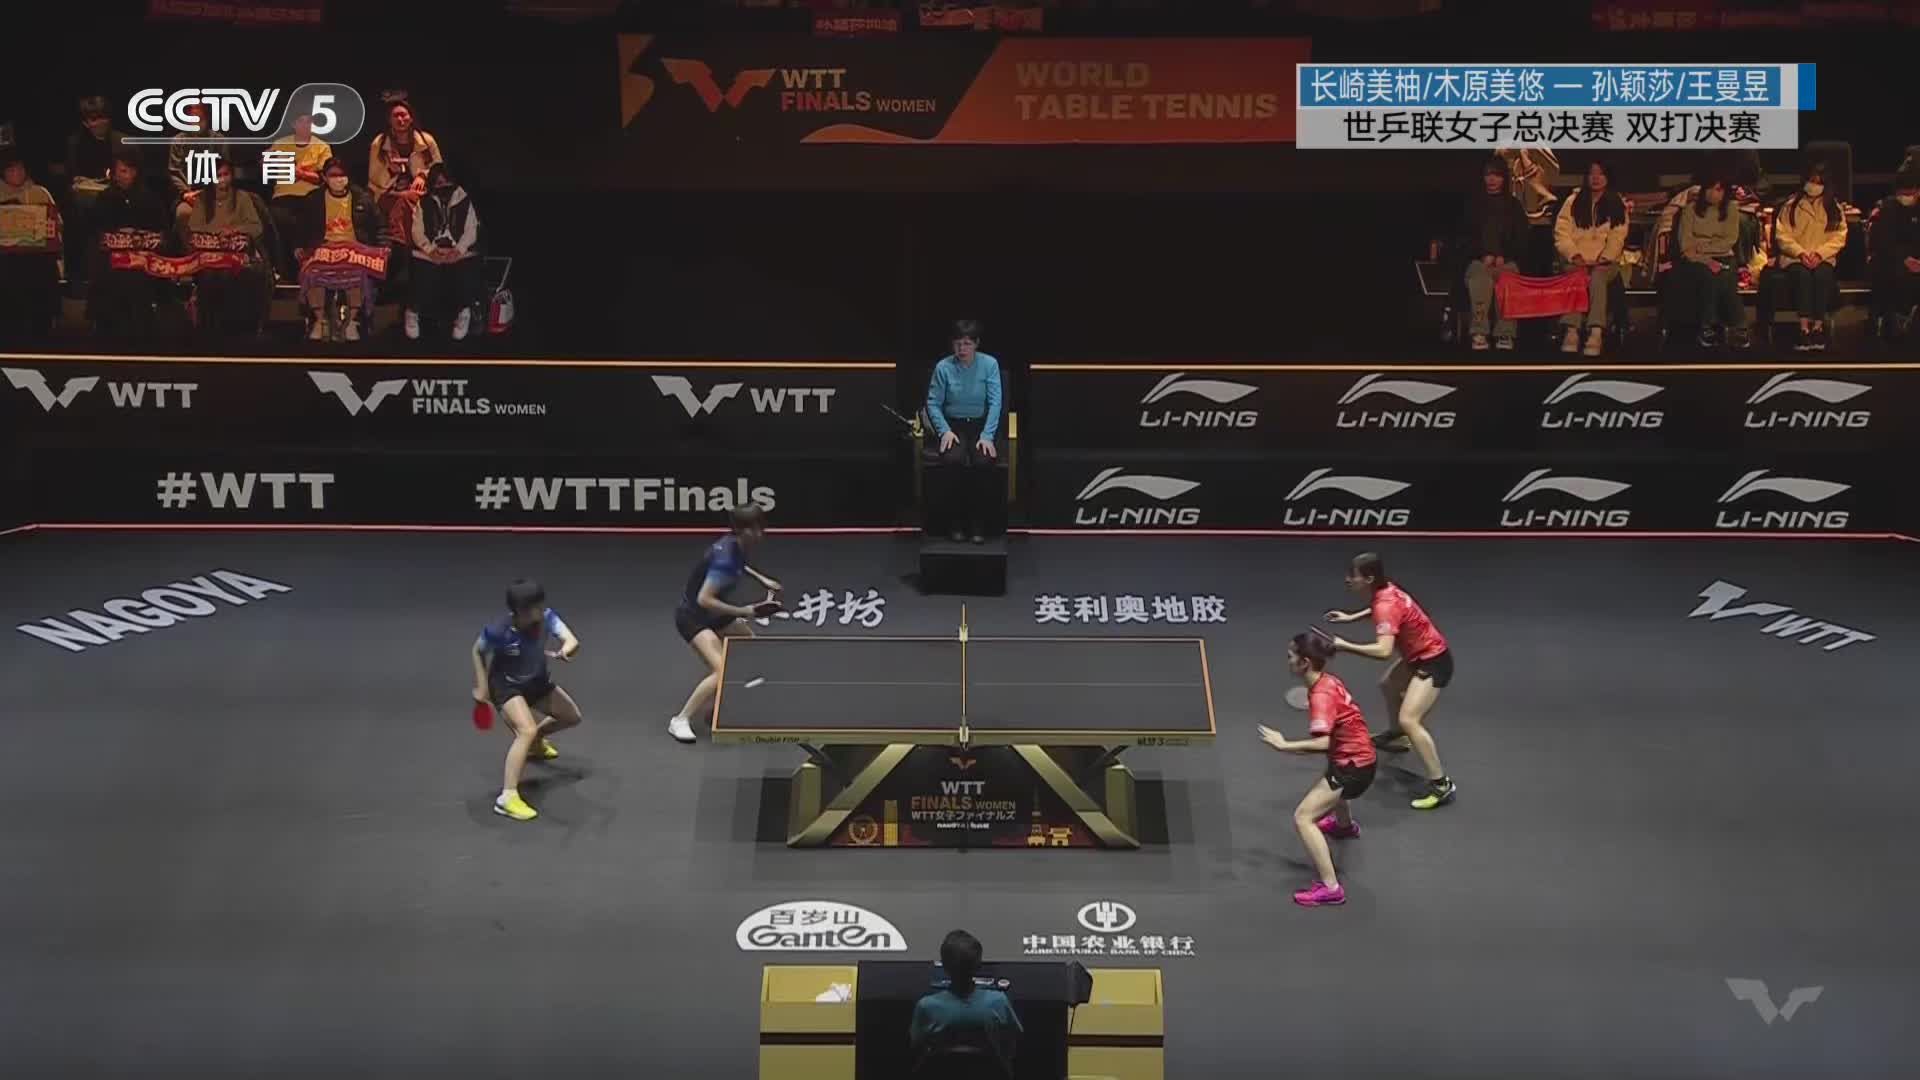 CCTV 5
体育
WTT
FINALS WOMEN
WORLD
TABLE TENNIS
长崎美柚/木原美悠 — 孙颖莎/王曼昱
世乒联女子总决赛 双打决赛
WTT
WTT
FINALS WOMEN
WTT
LI-NING
LI-NING
LI-NING
LI-NING
#WTT
#WTTFinals
LI-NING
LI-NING
LI-NING
LI-NING
NAGOYA
井坊
英利奥地胶
WTT
Double FISH
WTT
FINALS WOMEN
WTT女子ファイナルズ
百岁山
Ganten
中国农业银行
AGRICULTURAL BANK OF CHINA